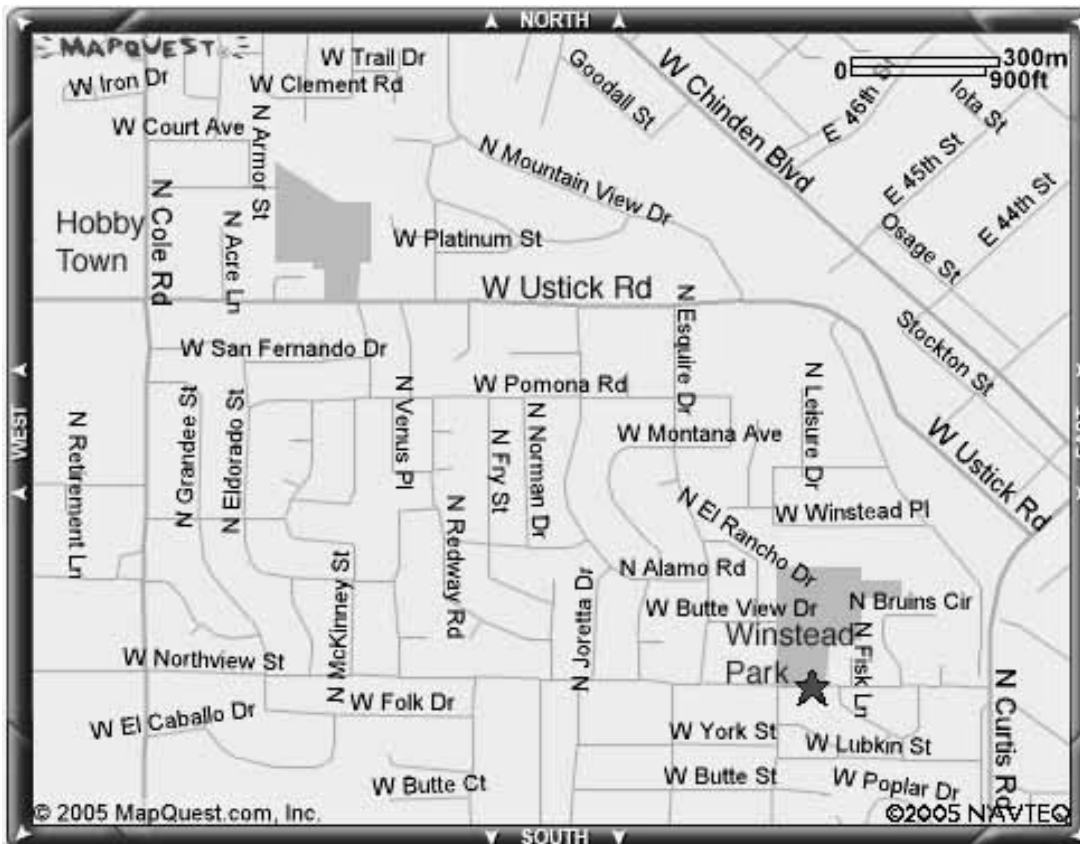 NORTH
MAPQUEST
W Trail Dr
W Iron Dr
W Clement Rd
Goodall St
W Chinden Blvd
0
300m
900ft
E 46th St
Iota St
W Court Ave
N Armor St
N Mountain View Dr
E 45th St
E 44th St
Hobby
Town
N Cole Rd
N Acre Ln
W Platinum St
Osage St
W Ustick Rd
N Esquire Dr
Stockton St
W San Fernando Dr
N Venus Pl
W Pomona Rd
N Leisure Dr
WEST
N Retirement Ln
N Grandee St
N Eldorado St
N Fry St
N Norman Dr
W Montana Ave
W Ustick Rd
N Redway Rd
N El Rancho Dr
W Winstead Pl
N McKinney St
N Joretta Dr
N Alamo Rd
W Butte View Dr
N Bruins Cir
Winstead
Park
N Fisk Ln
W Northview St
W Folk Dr
W El Caballo Dr
W York St
W Lubkin St
N Curtis Rd
W Butte Ct
W Butte St
W Poplar Dr
© 2005 MapQuest.com, Inc.
©2005 NAVTEQ
SOUTH